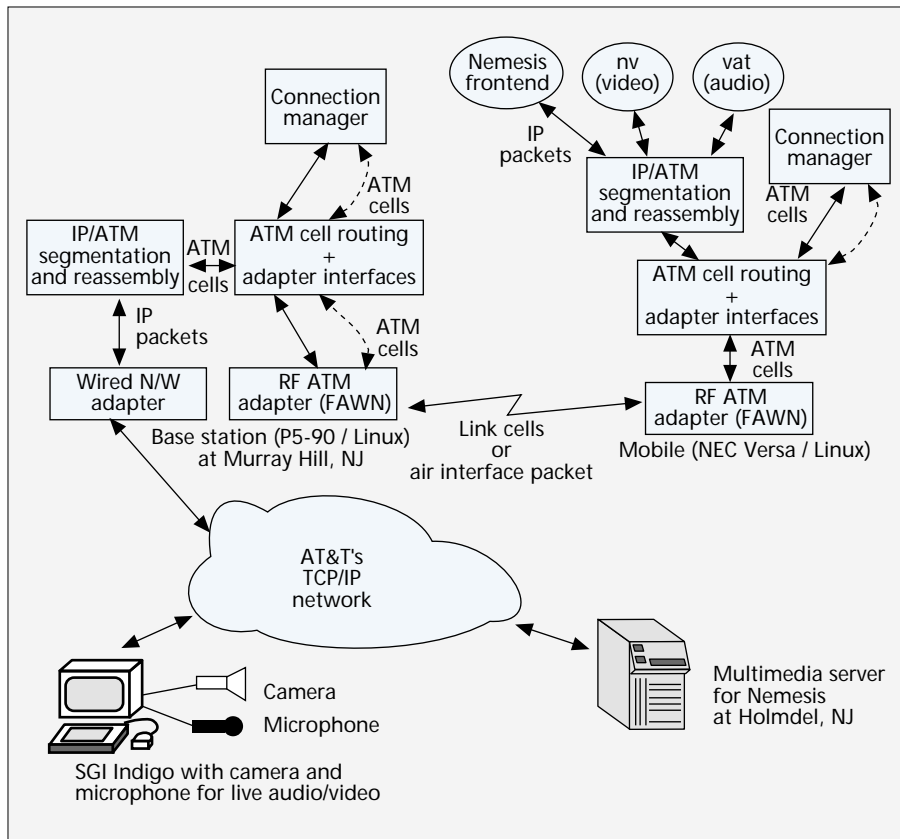 Connection
manager
ATM
cells
IP/ATM
segmentation
and reassembly
ATM
cells
ATM cell routing
+
adapter interfaces
IP
packets
ATM
cells
Wired N/W
adapter
RF ATM
adapter (FAWN)
Base station (P5-90 / Linux)
at Murray Hill, NJ
Nemesis
frontend
nv
(video)
vat
(audio)
IP
packets
IP/ATM
segmentation
and reassembly
Connection
manager
ATM
cells
ATM cell routing
+
adapter interfaces
ATM
cells
RF ATM
adapter (FAWN)
Mobile (NEC Versa / Linux)
Link cells
or
air interface packet
AT&T's
TCP/IP
network
Camera
Microphone
SGI Indigo with camera and
microphone for live audio/video
Multimedia server
for Nemesis
at Holmdel, NJ